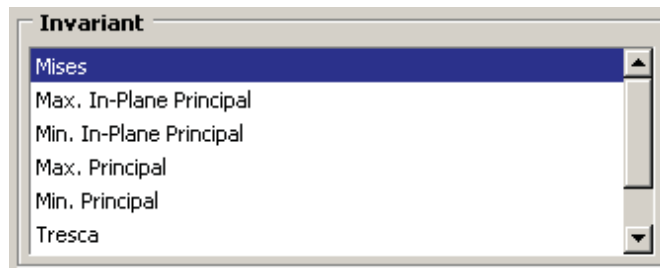 Invariant
Mises
Max. In-Plane Principal
Min. In-Plane Principal
Max. Principal
Min. Principal
Tresca